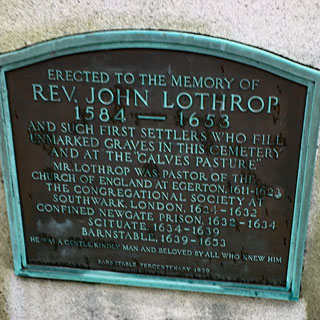 ERECTED TO THE MEMORY OF
REV. JOHN LOTHROP
1584 — 1653
AND SUCH FIRST SETTLERS WHO FILL
UNMARKED GRAVES IN THIS CEMETERY
AND AT THE "CALVES PASTURE"
MR. LOTHROP WAS PASTOR OF THE
CHURCH OF ENGLAND AT EGERTON, 1611-1623
THE CONGREGATIONAL SOCIETY AT
SOUTHWARK, LONDON, 1624-1632
CONFINED NEWGATE PRISON, 1632-1634
SCITUATE, 1634-1639
BARNSTABLE, 1639-1653
HE WAS A GENTLE, KINDLY MAN AND BELOVED BY ALL WHO KNEW HIM
BARNSTABLE TERCENTENARY 1939